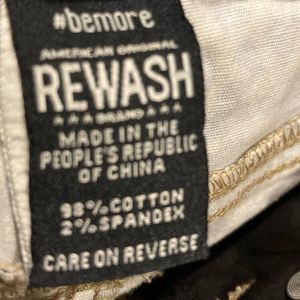 #bemore
AMERICAN ORIGINAL
REWASH
BRAND
MADE IN THE
PEOPLE'S REPUBLIC
OF CHINA
98% COTTON
2% SPANDEX
CARE ON REVERSE